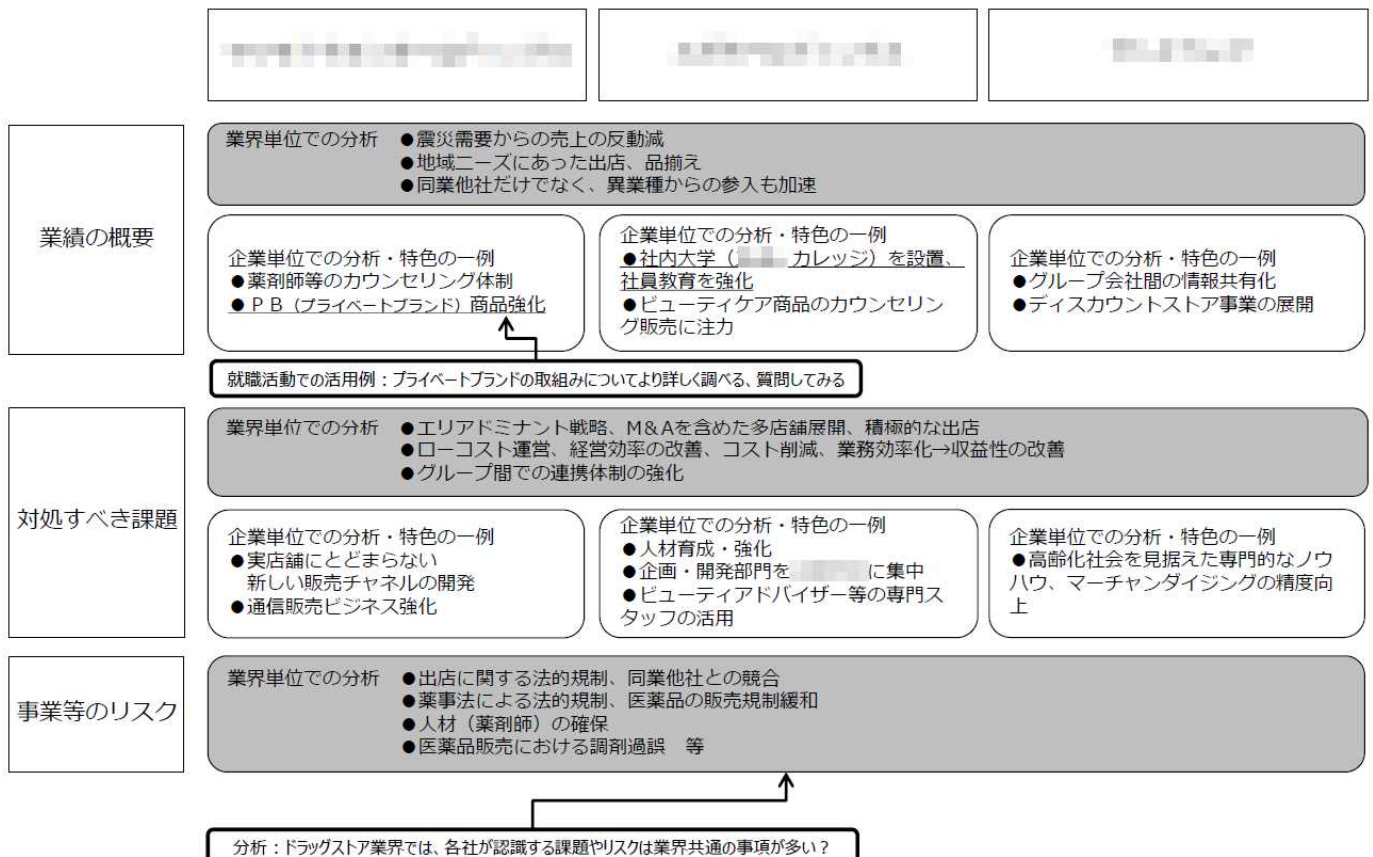 業績の概要
業界単位での分析 ●震災需要からの売上の反動減
●地域ニーズにあった出店、品揃え
●同業他社だけでなく、異業種からの参入も加速
企業単位での分析・特色の一例
●薬剤師等のカウンセリング体制
●PB(プライベートブランド)商品強化
企業単位での分析・特色の一例
●社内大学( カレッジ)を設置、
社員教育を強化
●ビューティケア商品のカウンセリン
グ販売に注力
企業単位での分析・特色の一例
●グループ会社間の情報共有化
●ディスカウントストア事業の展開
就職活動での活用例:プライベートブランドの取組みについてより詳しく調べる、質問してみる
対処すべき課題
業界単位での分析 ●エリアドミナント戦略、M&Aを含めた多店舗展開、積極的な出店
●ローコスト運営、経営効率の改善、コスト削減、業務効率化→収益性の改善
●グループ間での連携体制の強化
企業単位での分析・特色の一例
●実店舗にとどまらない
新しい販売チャネルの開発
●通信販売ビジネス強化
企業単位での分析・特色の一例
●人材育成・強化
●企画・開発部門を に集中
●ビューティアドバイザー等の専門ス
タッフの活用
企業単位での分析・特色の一例
●高齢化社会を見据えた専門的なノウ
ハウ、マーチャンダイジングの精度向
上
事業等のリスク
業界単位での分析 ●出店に関する法的規制、同業他社との競合
●薬事法による法的規制、医薬品の販売規制緩和
●人材(薬剤師)の確保
●医薬品販売における調剤過誤 等
分析:ドラッグストア業界では、各社が認識する課題やリスクは業界共通の事項が多い?